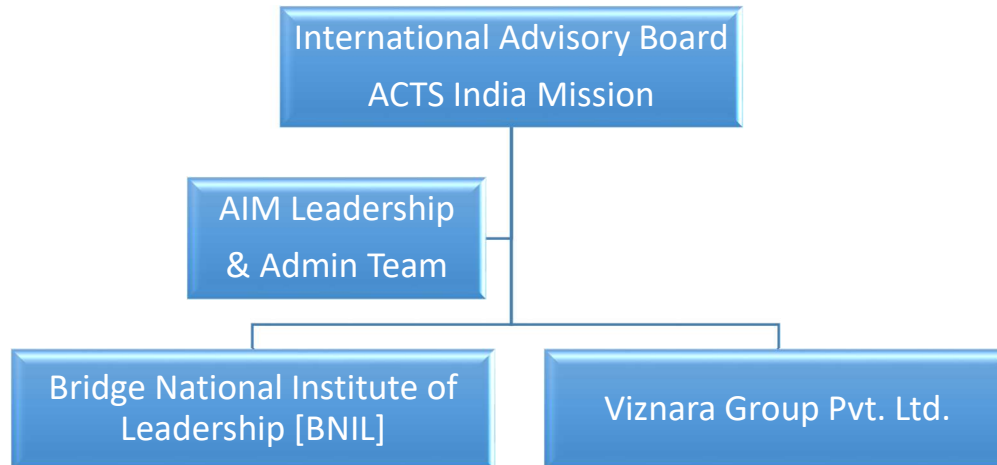 International Advisory Board
ACTS India Mission
AIM Leadership
& Admin Team
Bridge National Institute of
Leadership [BNIL]
Viznara Group Pvt. Ltd.